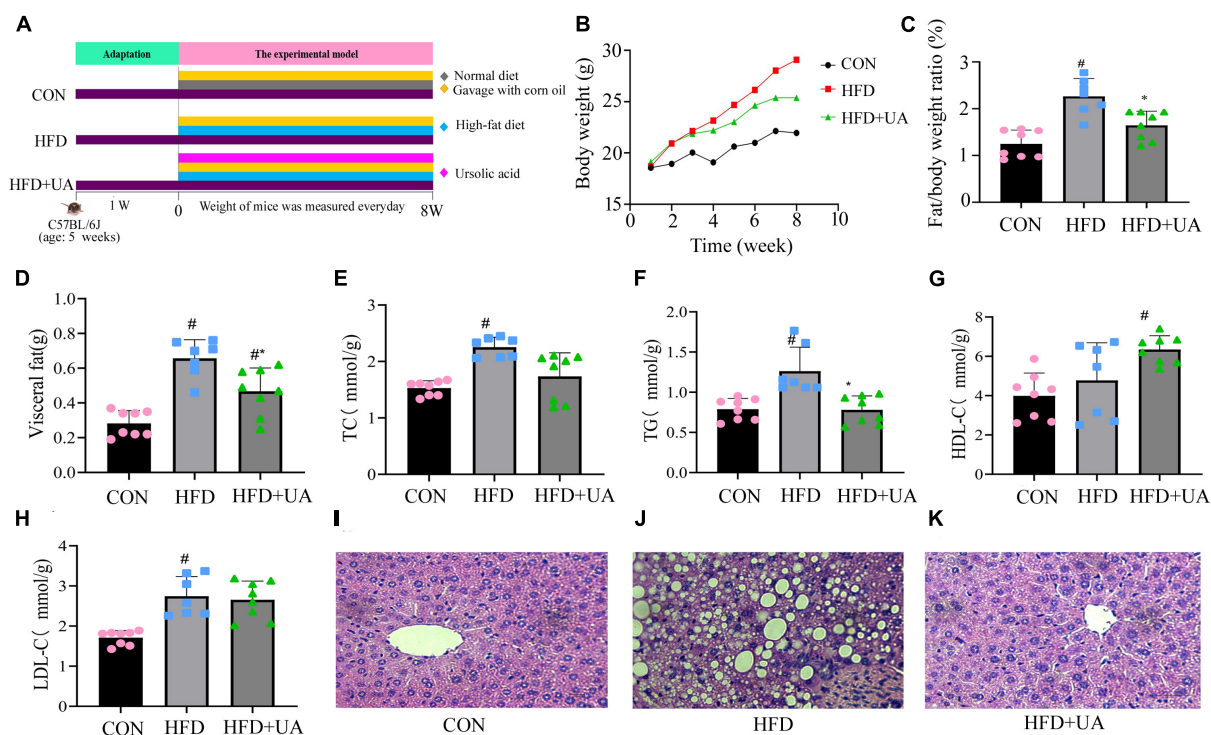 A
Adaptation
The experimental model
CON
HFD
HFD+UA
Normal diet
Gavage with corn oil
High-fat diet
Ursolic acid
1 W
0
Weight of mice was measured everyday
8W
C57BL/6J
(age: 5 weeks)
B
Body weight (g)
30
25
20
15
0
2
4
6
8
10
Time (week)
CON
HFD
HFD+UA
C
Fat/body weight ratio (%)
3
2
1
0
#
*
CON
HFD
HFD+UA
D
Visceral fat(g)
1.0
0.8
0.6
0.4
0.2
0.0
#
#*
CON
HFD
HFD+UA
E
TC( mmol/g)
3
2
1
0
#
CON
HFD
HFD+UA
F
TG( mmol/g)
2.0
1.5
1.0
0.5
0.0
#
*
CON
HFD
HFD+UA
G
HDL-C( mmol/g)
8
6
4
2
0
#
CON
HFD
HFD+UA
H
LDL-C( mmol/g)
4
3
2
1
0
#
CON
HFD
HFD+UA
I
CON
J
HFD
K
HFD+UA